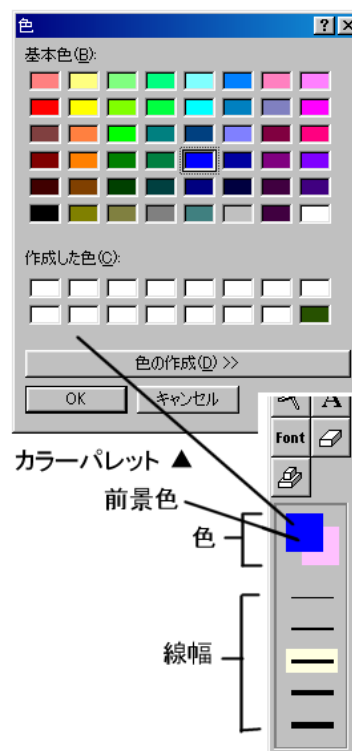 色
基本色(B):
作成した色(C):
色の作成(D) >>
OK キャンセル
A
Font
カラーパレット ▲
前景色
色
線幅